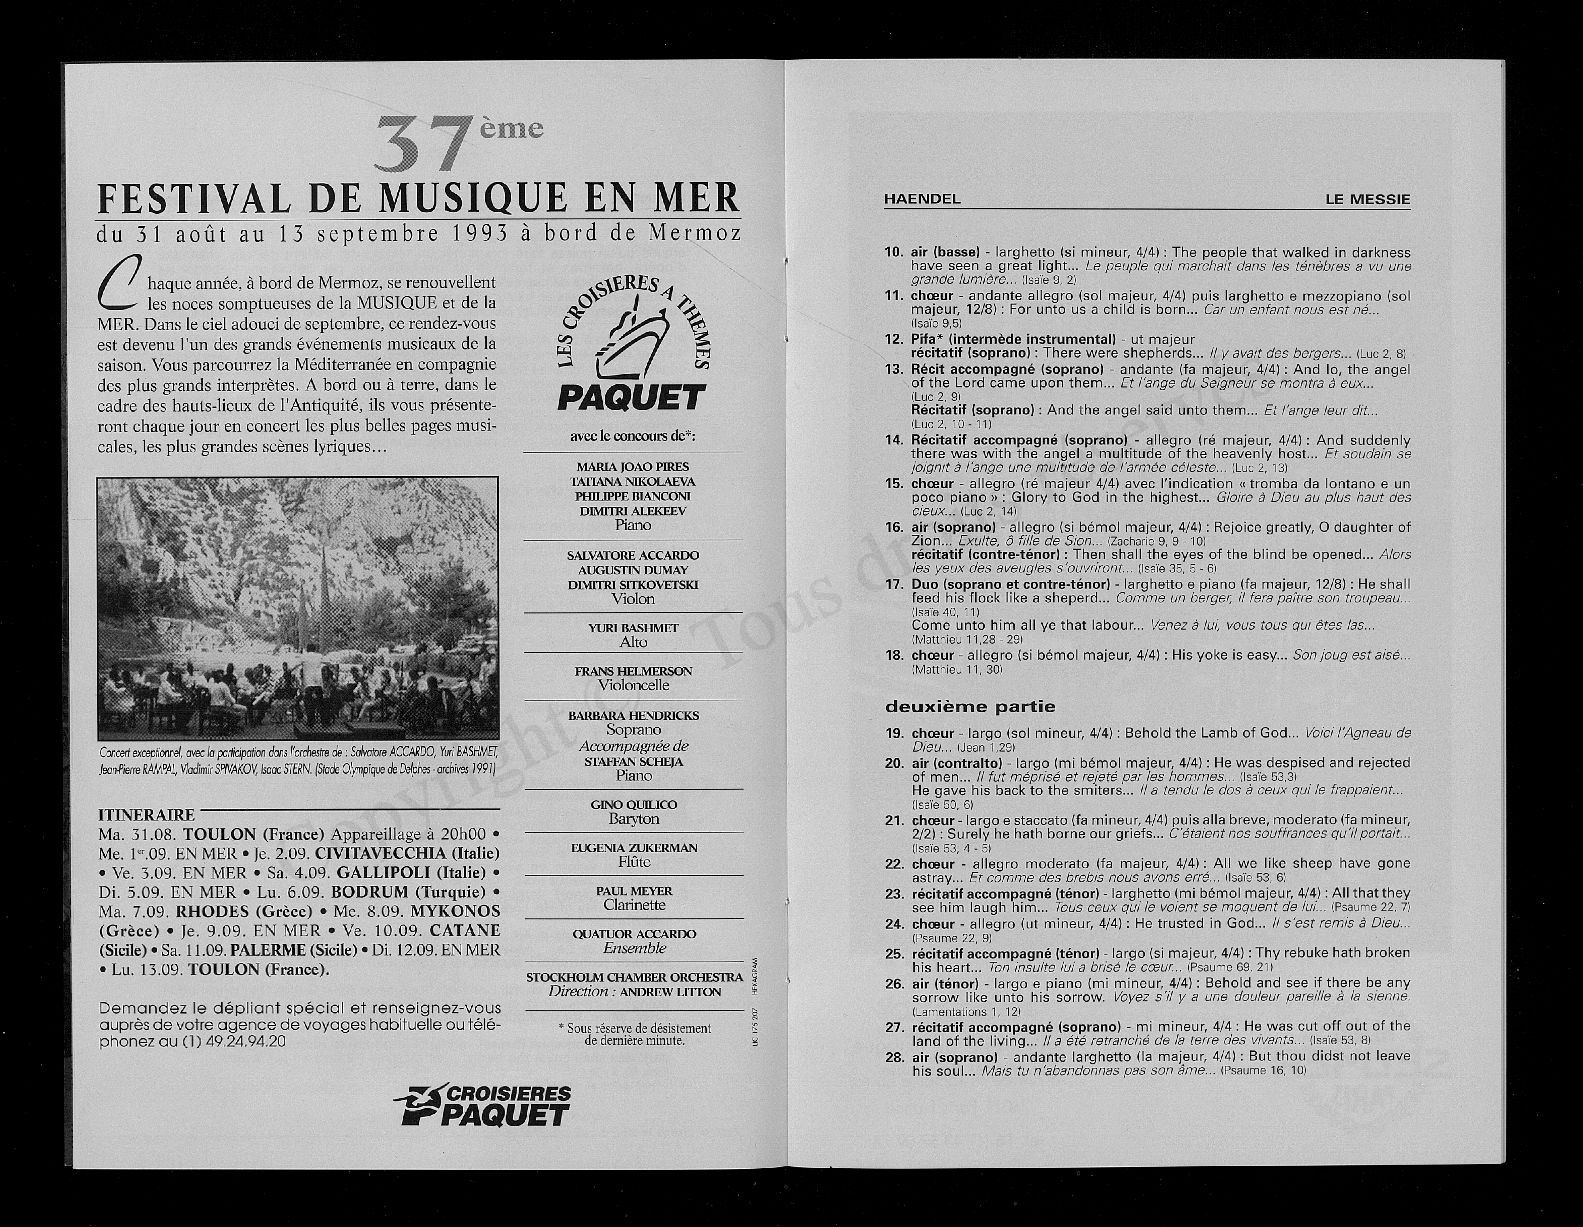 37ème
FESTIVAL DE MUSIQUE EN MER
du 31 août au 13 septembre 1993 à bord de Mermoz
Chaque année, à bord de Mermoz, se renouvellent
les noces somptueuses de la MUSIQUE et de la
MER. Dans le ciel adouci de septembre, ce rendez-vous
est devenu l'un des grands événements musicaux de la
saison. Vous parcourrez la Méditerranée en compagnie
des plus grands interprètes. A bord ou à terre, dans le
cadre des hauts-lieux de l'Antiquité, ils vous présente-
ront chaque jour en concert les plus belles pages musi-
cales, les plus grandes scènes lyriques...
Concert exceptionnel, avec la participation dans l'orchestre de : Salvatore ACCARDO, Yuri BASHMET,
Jean-Pierre RAMPAL, Vladimir SPIVAKOV, Isaac STERN. (Stade Olympique de Delphes - archives 1991)
ITINERAIRE
Ma. 31.08. TOULON (France) Appareillage à 20h00 •
Me. 1er.09. EN MER • Je. 2.09. CIVITAVECCHIA (Italie)
• Ve. 3.09. EN MER • Sa. 4.09. GALLIPOLI (Italie) •
Di. 5.09. EN MER • Lu. 6.09. BODRUM (Turquie) •
Ma. 7.09. RHODES (Grèce) • Me. 8.09. MYKONOS
(Grèce) • Je. 9.09. EN MER • Ve. 10.09. CATANE
(Sicile) • Sa. 11.09. PALERME (Sicile) • Di. 12.09. EN MER
• Lu. 13.09. TOULON (France).
Demandez le dépliant spécial et renseignez-vous
auprès de votre agence de voyages habituelle ou télé-
phonez au (1) 49.24.94.20
LES CROISIERES A THEMES
PAQUET
avec le concours de*:
MARIA JOAO PIRES
TATIANA NIKOLAEVA
PHILIPPE BIANCONI
DIMITRI ALEKEEV
Piano
SALVATORE ACCARDO
AUGUSTIN DUMAY
DIMITRI SITKOVETSKI
Violon
YURI BASHMET
Alto
FRANS HELMERSON
Violoncelle
BARBARA HENDRICKS
Soprano
Accompagnée de
STAFFAN SCHEJA
Piano
GINO QUILICO
Baryton
EUGENIA ZUKERMAN
Flûte
PAUL MEYER
Clarinette
QUATUOR ACCARDO
Ensemble
STOCKHOLM CHAMBER ORCHESTRA
Direction : ANDREW LITTON
* Sous réserve de désistement
de dernière minute.
CROISIERES
PAQUET
HAENDEL LE MESSIE
10. air (basse) - larghetto (si mineur, 4/4) : The people that walked in darkness
have seen a great light... Le peuple qui marchait dans les ténèbres a vu une
grande lumière... (Isaïe 9, 2)
11. chœur - andante allegro (sol majeur, 4/4) puis larghetto e mezzopiano (sol
majeur, 12/8) : For unto us a child is born... Car un enfant nous est né...
(Isaïe 9,5)
12. Pifa* (intermède instrumental) - ut majeur
récitatif (soprano) : There were shepherds... Il y avait des bergers... (Luc 2, 8)
13. Récit accompagné (soprano) - andante (fa majeur, 4/4) : And lo, the angel
of the Lord came upon them... Et l'ange du Seigneur se montra à eux...
(Luc 2, 9)
Récitatif (soprano) : And the angel said unto them... Et l'ange leur dit...
(Luc 2, 10 - 11)
14. Récitatif accompagné (soprano) - allegro (ré majeur, 4/4) : And suddenly
there was with the angel a multitude of the heavenly host... Et soudain se
joignit à l'ange une multitude de l'armée céleste... (Luc 2, 13)
15. chœur - allegro (ré majeur 4/4) avec l'indication « tromba da lontano e un
poco piano » : Glory to God in the highest... Gloire à Dieu au plus haut des
cieux... (Luc 2, 14)
16. air (soprano) - allegro (si bémol majeur, 4/4) : Rejoice greatly, O daughter of
Zion... Exulte, ô fille de Sion... (Zacharie 9, 9 - 10)
récitatif (contre-ténor) : Then shall the eyes of the blind be opened... Alors
les yeux des aveugles s'ouvriront... (Isaïe 35, 5 - 6)
17. Duo (soprano et contre-ténor) - larghetto e piano (fa majeur, 12/8) : He shall
feed his flock like a sheperd... Comme un berger, il fera paître son troupeau...
(Isaïe 40, 11)
Come unto him all ye that labour... Venez à lui, vous tous qui êtes las...
(Matthieu 11,28 - 29)
18. chœur - allegro (si bémol majeur, 4/4) : His yoke is easy... Son joug est aisé...
(Matthieu 11, 30)
deuxième partie
19. chœur - largo (sol mineur, 4/4) : Behold the Lamb of God... Voici l'Agneau de
Dieu... (Jean 1,29)
20. air (contralto) - largo (mi bémol majeur, 4/4) : He was despised and rejected
of men... Il fut méprisé et rejeté par les hommes... (Isaïe 53,3)
He gave his back to the smiters... Il a tendu le dos à ceux qui le frappaient...
(Isaïe 50, 6)
21. chœur - largo e staccato (fa mineur, 4/4) puis alla breve, moderato (fa mineur,
2/2) : Surely he hath borne our griefs... C'étaient nos souffrances qu'il portait...
(Isaïe 53, 4 - 5)
22. chœur - allegro moderato (fa majeur, 4/4) : All we like sheep have gone
astray... Et comme des brebis nous avons erré... (Isaïe 53, 6)
23. récitatif accompagné (ténor) - larghetto (mi bémol majeur, 4/4) : All that they
see him laugh him... Tous ceux qui le voient se moquent de lui... (Psaume 22, 7)
24. chœur - allegro (ut mineur, 4/4) : He trusted in God... Il s'est remis à Dieu...
(Psaume 22, 9)
25. récitatif accompagné (ténor) - largo (si majeur, 4/4) : Thy rebuke hath broken
his heart... Ton insulte lui a brisé le cœur... (Psaume 69, 21)
26. air (ténor) - largo e piano (mi mineur, 4/4) : Behold and see if there be any
sorrow like unto his sorrow. Voyez s'il y a une douleur pareille à la sienne.
(Lamentations 1, 12)
27. récitatif accompagné (soprano) - mi mineur, 4/4 : He was cut off out of the
land of the living... Il a été retranché de la terre des vivants... (Isaïe 53, 8)
28. air (soprano) - andante larghetto (la majeur, 4/4) : But thou didst not leave
his soul... Mais tu n'abandonnas pas son âme... (Psaume 16, 10)
Copyright © Tous dr